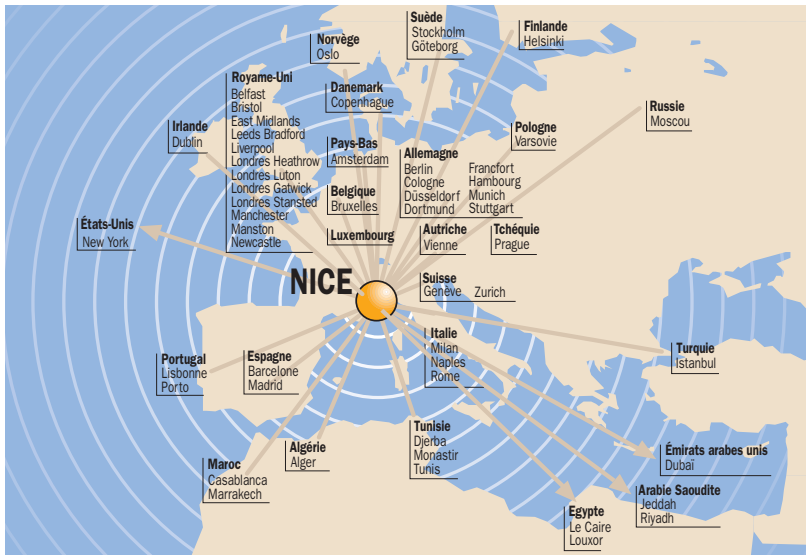 Suède
Stockholm
Göteborg
Finlande
Helsinki
Norvège
Oslo
Royame-Uni
Belfast
Bristol
East Midlands
Leeds Bradford
Liverpool
Londres Heathrow
Londres Luton
Londres Gatwick
Londres Stansted
Manchester
Manston
Newcastle
Danemark
Copenhague
Russie
Moscou
Irlande
Dublin
Pays-Bas
Amsterdam
Pologne
Varsovie
Allemagne
Berlin
Cologne
Düsseldorf
Dortmund
Francfort
Hambourg
Munich
Stuttgart
Belgique
Bruxelles
États-Unis
New York
Luxembourg
Autriche
Vienne
Tchéquie
Prague
NICE
Suisse
Genève Zurich
Italie
Milan
Naples
Rome
Turquie
Istanbul
Portugal
Lisbonne
Porto
Espagne
Barcelone
Madrid
Tunisie
Djerba
Monastir
Tunis
Algérie
Alger
Maroc
Casablanca
Marrakech
Émirats arabes unis
Dubaï
Arabie Saoudite
Jeddah
Riyadh
Egypte
Le Caire
Louxor